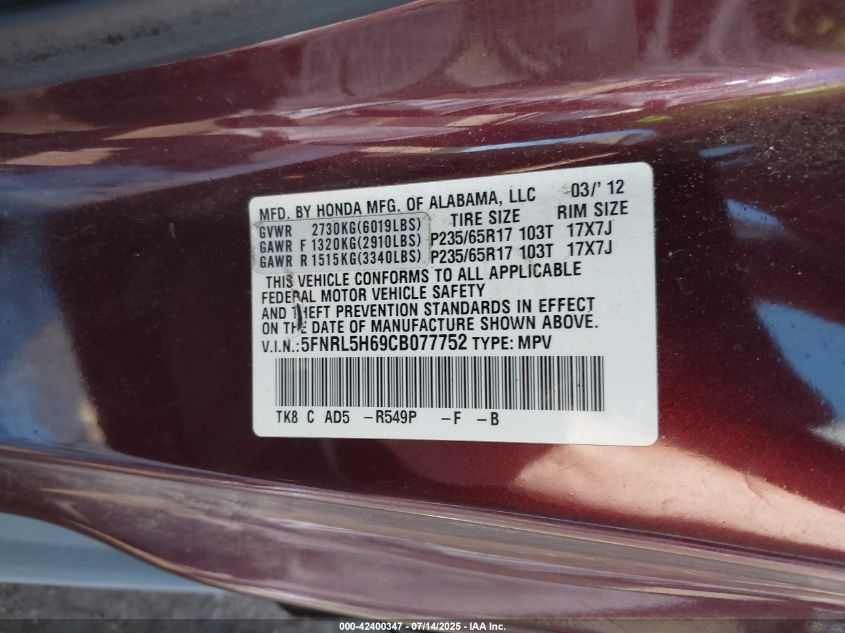 MFD. BY HONDA MFG. OF ALABAMA, LLC 03/' 12
GVWR 2730KG(6019LBS) TIRE SIZE RIM SIZE
GAWR F 1320KG(2910LBS) P235/65R17 103T 17X7J
GAWR R 1515KG(3340LBS) P235/65R17 103T 17X7J
THIS VEHICLE CONFORMS TO ALL APPLICABLE
FEDERAL MOTOR VEHICLE SAFETY
AND THEFT PREVENTION STANDARDS IN EFFECT
ON THE DATE OF MANUFACTURE SHOWN ABOVE.
V.I.N.:5FNRL5H69CB077752 TYPE: MPV
TK8 C AD5 -R549P -F -B
000-42400347 / 07/14/2025 - IAA Inc.